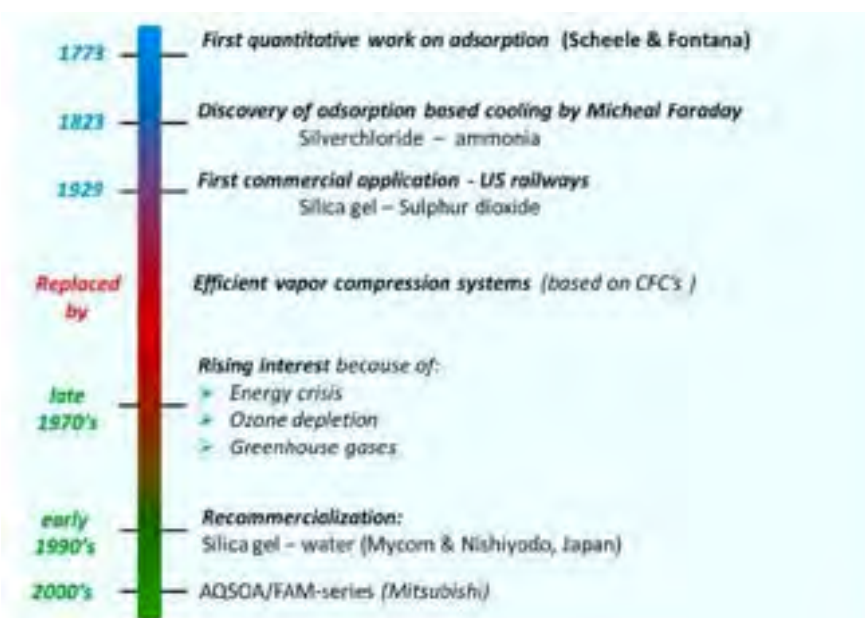 1773 First quantitative work on adsorption (Scheele & Fontana)
1823 Discovery of adsorption based cooling by Micheal Faraday
Silverchloride – ammonia
1929 First commercial application - US railways
Silica gel – Sulphur dioxide
Replaced by Efficient vapor compression systems (based on CFC's )
late 1970's Rising interest because of:
➢ Energy crisis
➢ Ozone depletion
➢ Greenhouse gases
early 1990's Recommercialization:
Silica gel – water (Mycom & Nishiyodo, Japan)
2000's AQSOA/FAM-series (Mitsubishi)